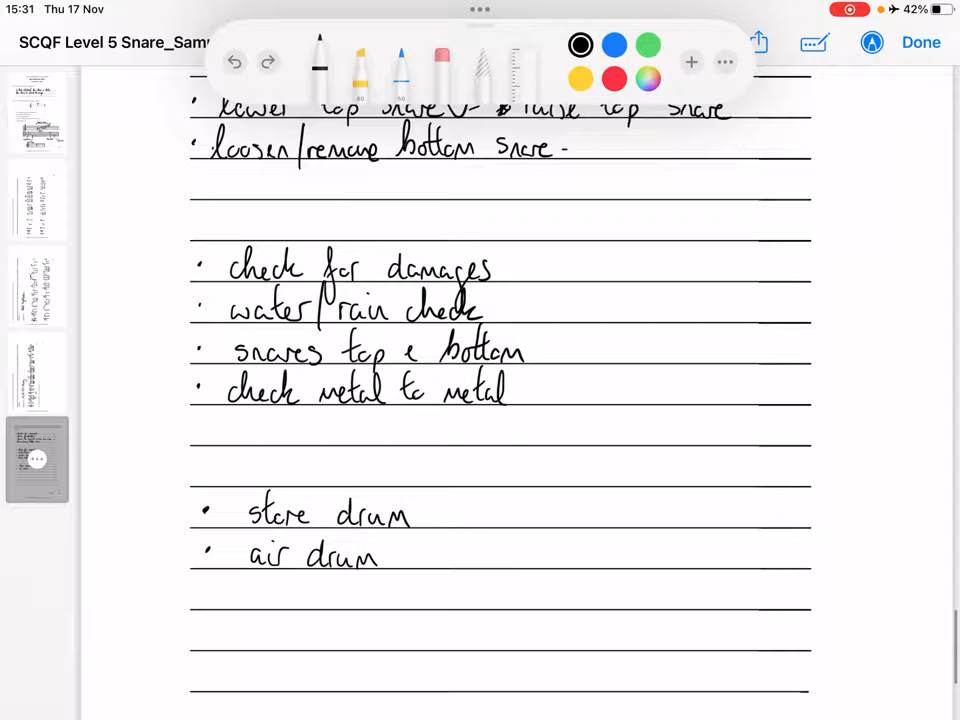 15:31 Thu 17 Nov
42%
SCQF Level 5 Snare_Sam
Done
80
50
• lower top snare - raise top snare
• loosen/remove bottom snare -
• check for damages
• water/rain check
• snares top & bottom
• check metal to metal
• store drum
• air drum